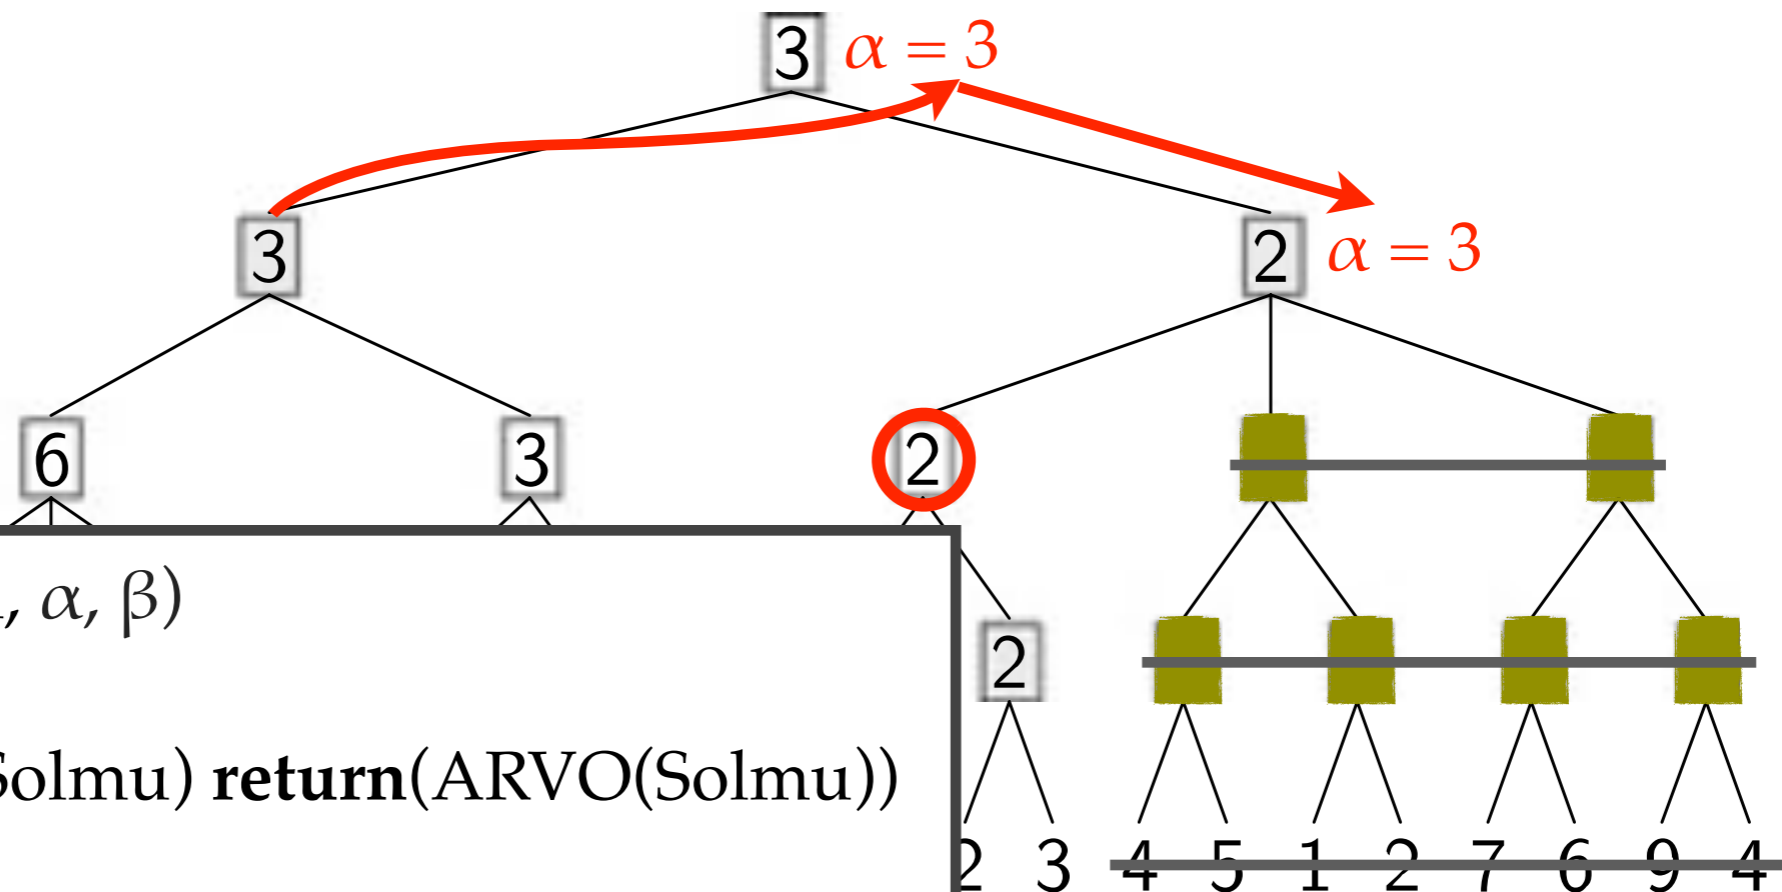 3 α = 3
3 2 α = 3
6 3 2
, α, β)
2
Solmu) return(ARVO(Solmu))
2 3 4 5 1 2 7 6 9 4